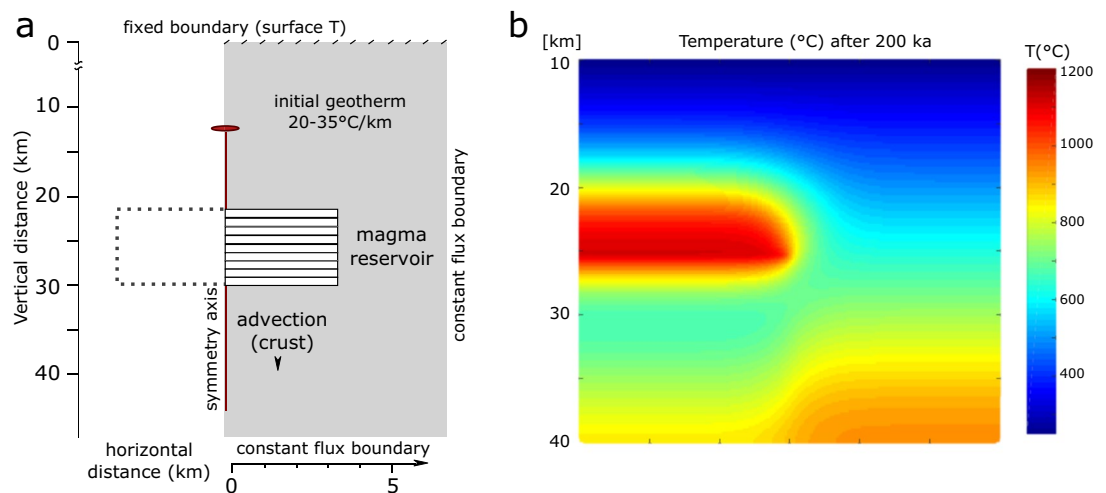 a
fixed boundary (surface T)
0
10
20
30
40
Vertical distance (km)
initial geotherm
20-35°C/km
magma
reservoir
constant flux boundary
symmetry axis
advection
(crust)
horizontal
distance (km)
constant flux boundary
0
5
b
[km]
Temperature (°C) after 200 ka
T(°C)
10
20
30
40
1200
1000
800
600
400